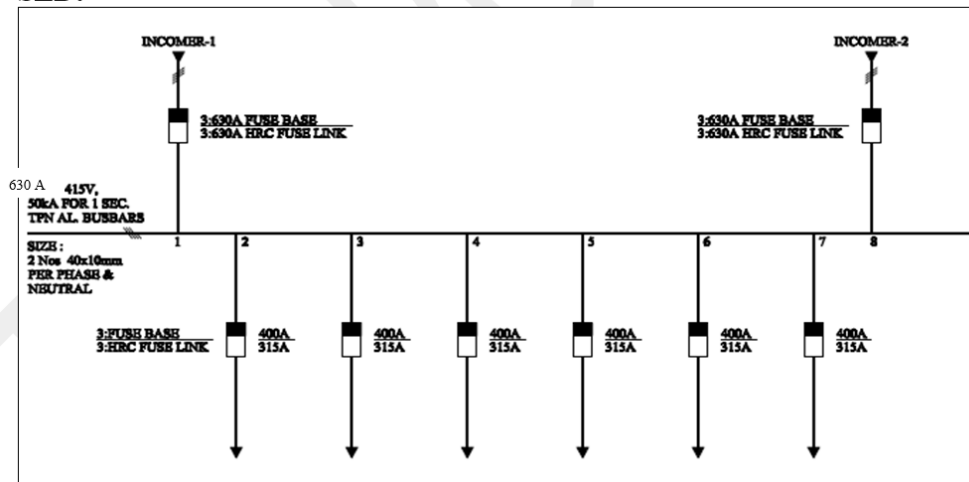 INCOMER-1
INCOMER-2
3:630A FUSE BASE
3:630A HRC FUSE LINK
3:630A FUSE BASE
3:630A HRC FUSE LINK
630 A 415V,
50kA FOR 1 SEC.
TPN AL. BUSBARS
1 2 3 4 5 6 7 8
SIZE :
2 Nos 40x10mm
PER PHASE &
NEUTRAL
3:FUSE BASE
3:HRC FUSE LINK
400A
315A
400A
315A
400A
315A
400A
315A
400A
315A
400A
315A